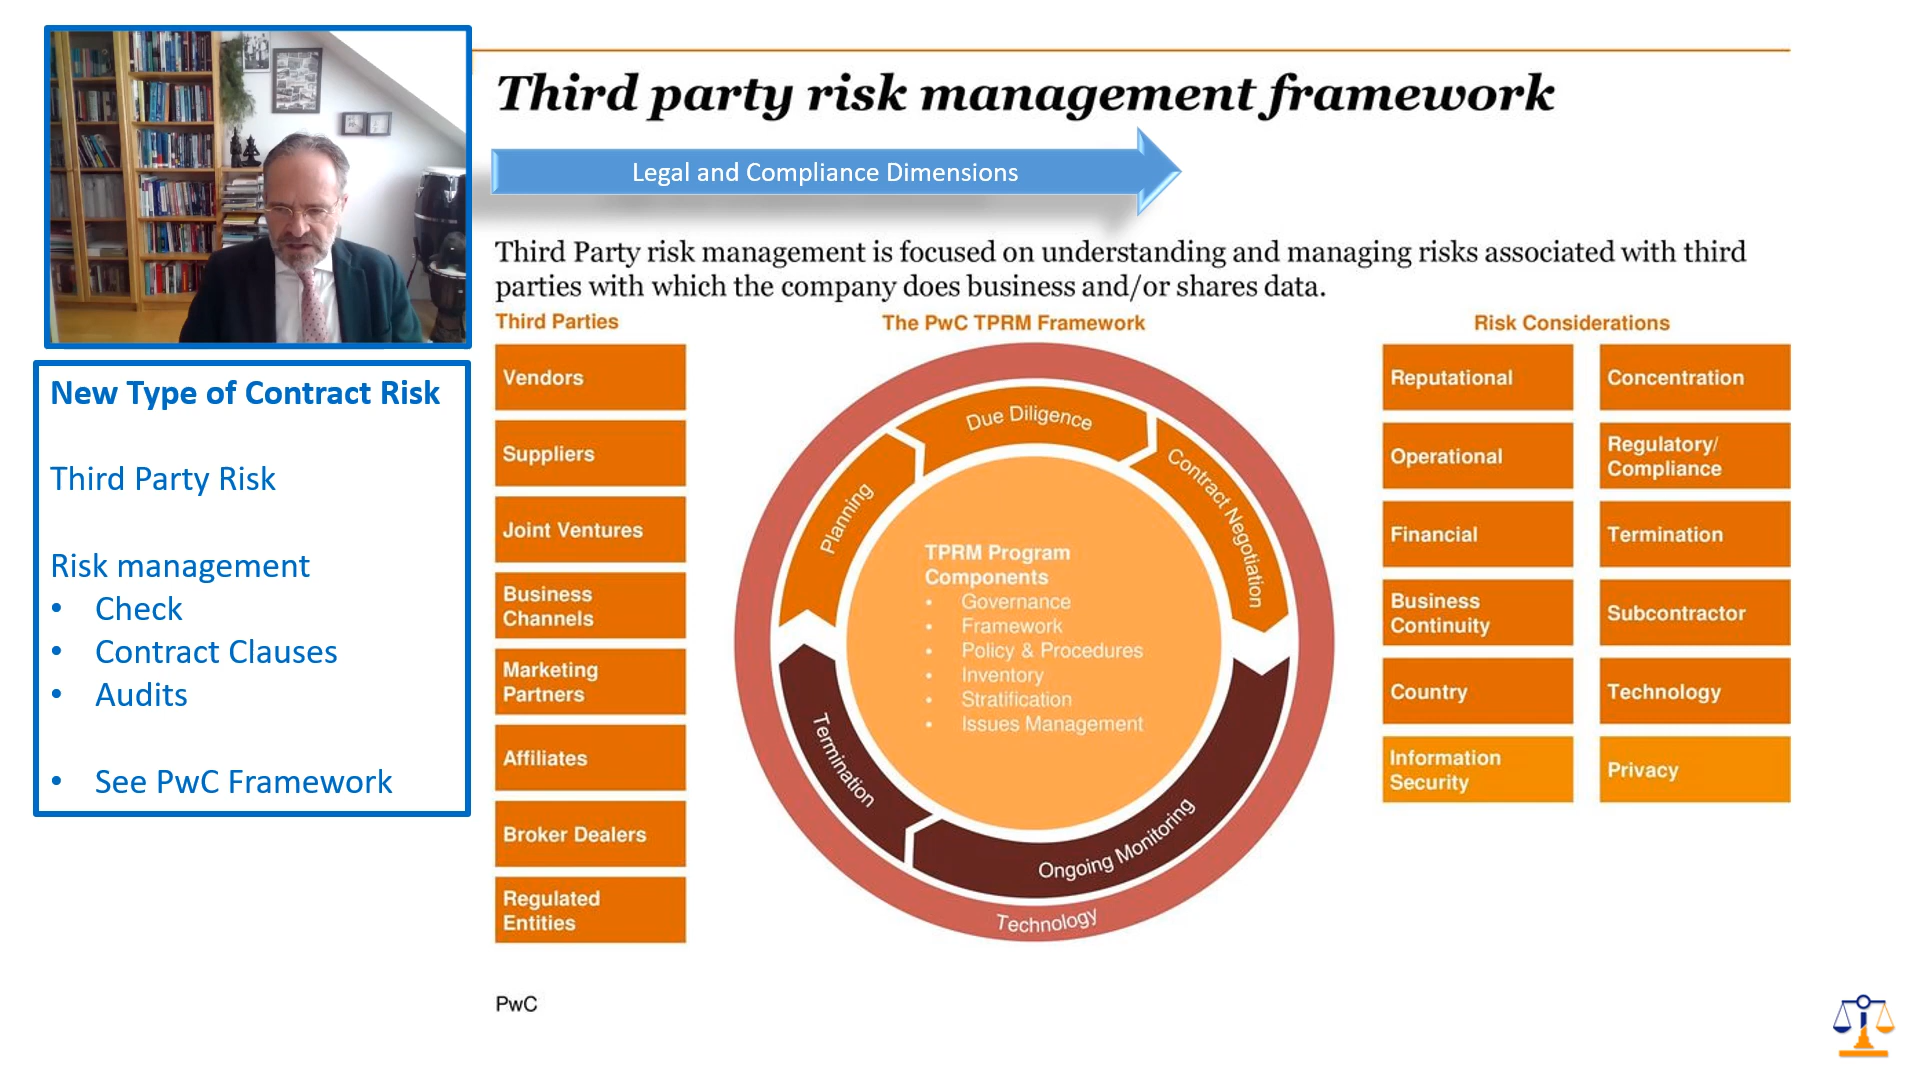 Third party risk management framework
Legal and Compliance Dimensions
New Type of Contract Risk
Third Party Risk
Risk management
• Check
• Contract Clauses
• Audits
• See PwC Framework
Third Party risk management is focused on understanding and managing risks associated with third
parties with which the company does business and/or shares data.
Third Parties
Vendors
Suppliers
Joint Ventures
Business
Channels
Marketing
Partners
Affiliates
Broker Dealers
Regulated
Entities
The PwC TPRM Framework
Planning
Due Diligence
Contract Negotiation
Ongoing Monitoring
Termination
Technology
TPRM Program
Components
• Governance
• Framework
• Policy & Procedures
• Inventory
• Stratification
• Issues Management
Risk Considerations
Reputational
Concentration
Operational
Regulatory/
Compliance
Financial
Termination
Business
Continuity
Subcontractor
Country
Technology
Information
Security
Privacy
PwC